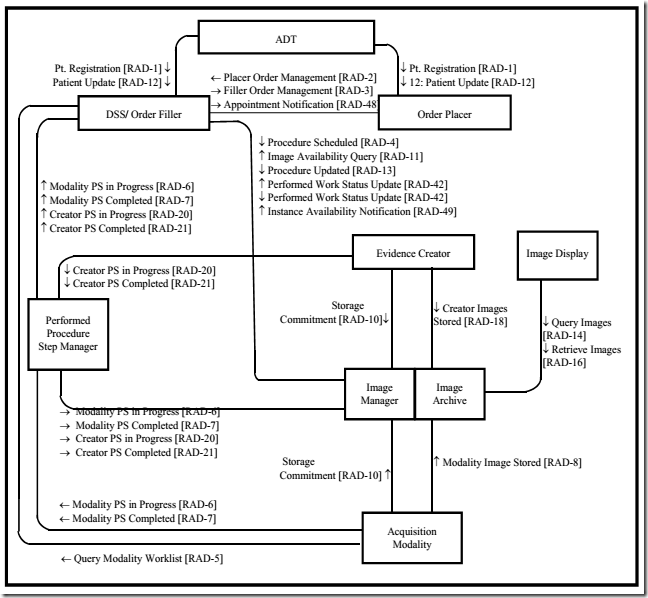 ADT
Pt. Registration [RAD-1] ↓
Patient Update [RAD-12] ↓
← Placer Order Management [RAD-2]
→ Filler Order Management [RAD-3]
→ Appointment Notification [RAD-48
↓ Pt. Registration [RAD-1]
↓ 12: Patient Update [RAD-12]
DSS/ Order Filler
Order Placer
↓ Procedure Scheduled [RAD-4]
↑ Image Availability Query [RAD-11]
↓ Procedure Updated [RAD-13]
↑ Performed Work Status Update [RAD-42]
↓ Performed Work Status Update [RAD-42]
↑ Instance Availability Notification [RAD-49]
↑ Modality PS in Progress [RAD-6]
↑ Modality PS Completed [RAD-7]
↑ Creator PS in Progress [RAD-20]
↑ Creator PS Completed [RAD-21]
Evidence Creator
Image Display
↓ Creator PS in Progress [RAD-20]
↓ Creator PS Completed [RAD-21]
Performed
Procedure
Step Manager
Storage
Commitment [RAD-10]↓
↓ Creator Images
Stored [RAD-18]
↓ Query Images
[RAD-14]
↓ Retrieve Images
[RAD-16]
Image
Manager
Image
Archive
→ Modality PS in Progress [RAD-6]
→ Modality PS Completed [RAD-7]
→ Creator PS in Progress [RAD-20]
→ Creator PS Completed [RAD-21]
Storage
Commitment [RAD-10] ↑
↑ Modality Image Stored [RAD-8]
← Modality PS in Progress [RAD-6]
← Modality PS Completed [RAD-7]
Acquisition
Modality
← Query Modality Worklist [RAD-5]